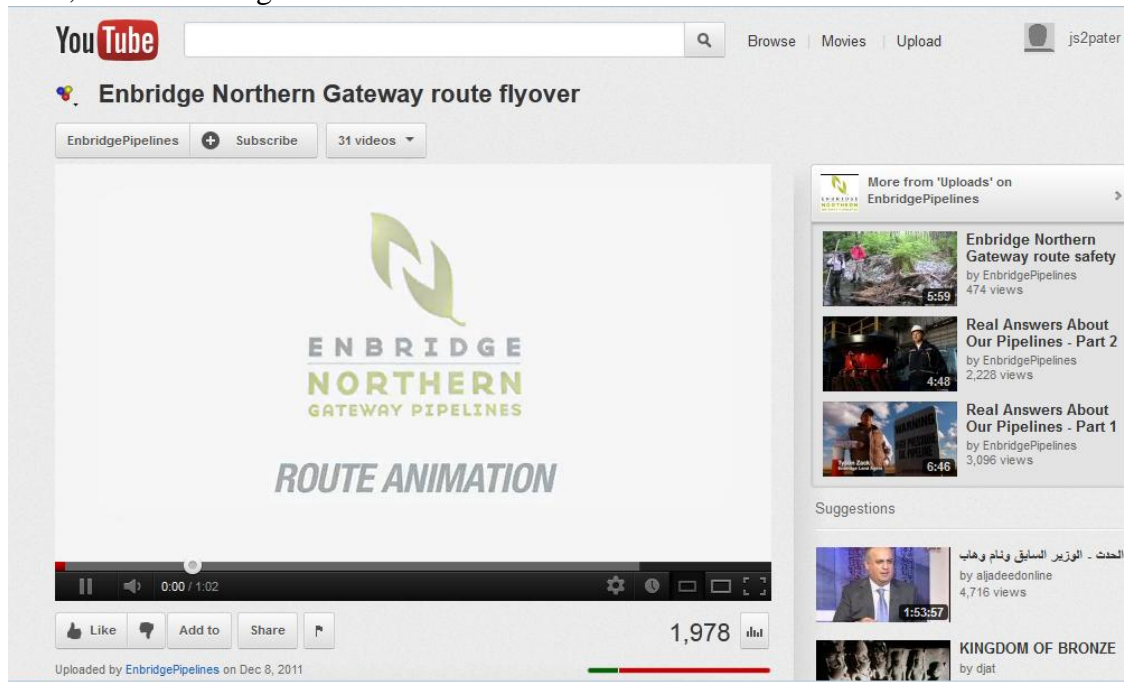 YouTube
Browse | Movies | Upload
js2pater
Enbridge Northern Gateway route flyover
EnbridgePipelines Subscribe 31 videos
ENBRIDGE
NORTHERN
GATEWAY PIPELINES
ROUTE ANIMATION
0:00 / 1:02
Like Add to Share 1,978
Uploaded by EnbridgePipelines on Dec 8, 2011
More from 'Uploads' on
EnbridgePipelines
Enbridge Northern
Gateway route safety
by EnbridgePipelines
474 views
5:59
Real Answers About
Our Pipelines - Part 2
by EnbridgePipelines
2,228 views
4:48
Real Answers About
Our Pipelines - Part 1
by EnbridgePipelines
3,096 views
WARNING
6:46
Suggestions
الحدث - الوزير السابق ونام وهاب
by aljadeedonline
4,716 views
1:53:57
KINGDOM OF BRONZE
by djat